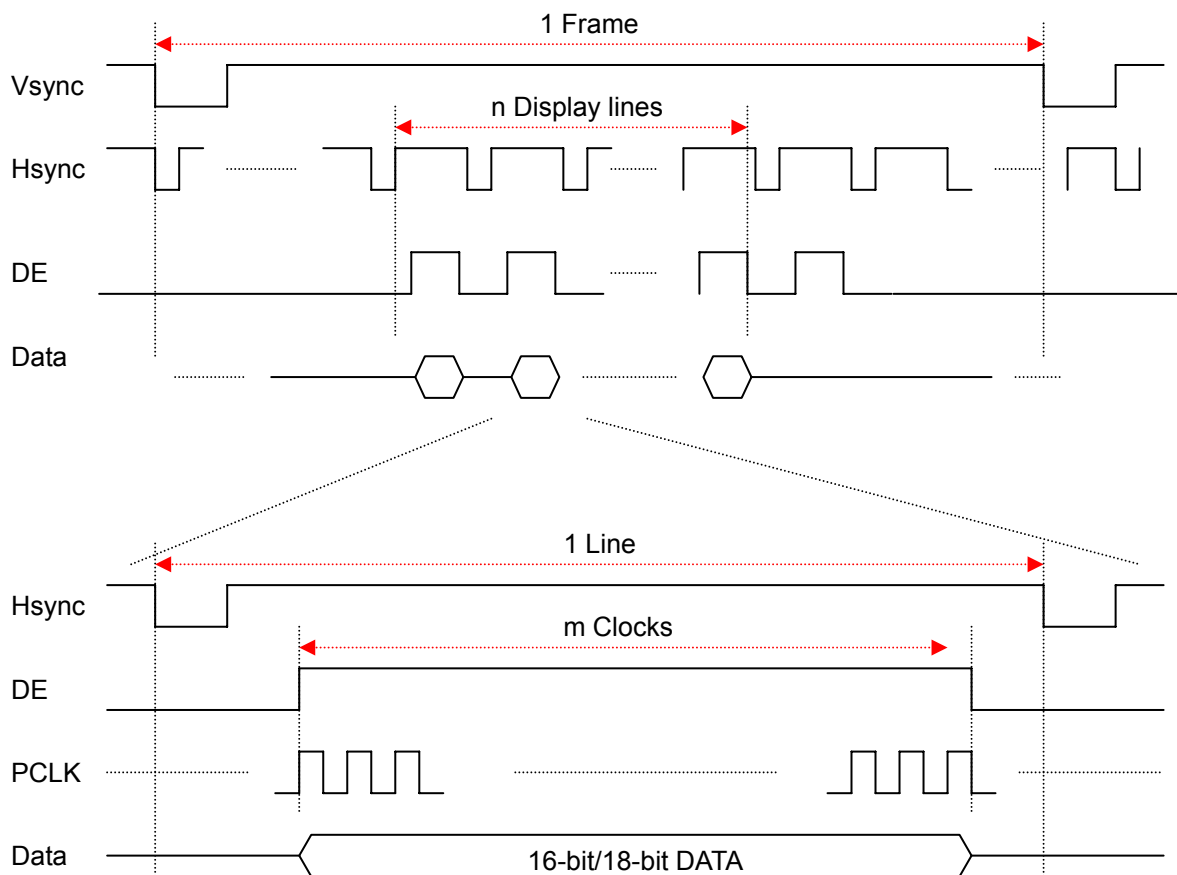 1 Frame
Vsync
n Display lines
Hsync
DE
Data
1 Line
Hsync
m Clocks
DE
PCLK
Data
16-bit/18-bit DATA